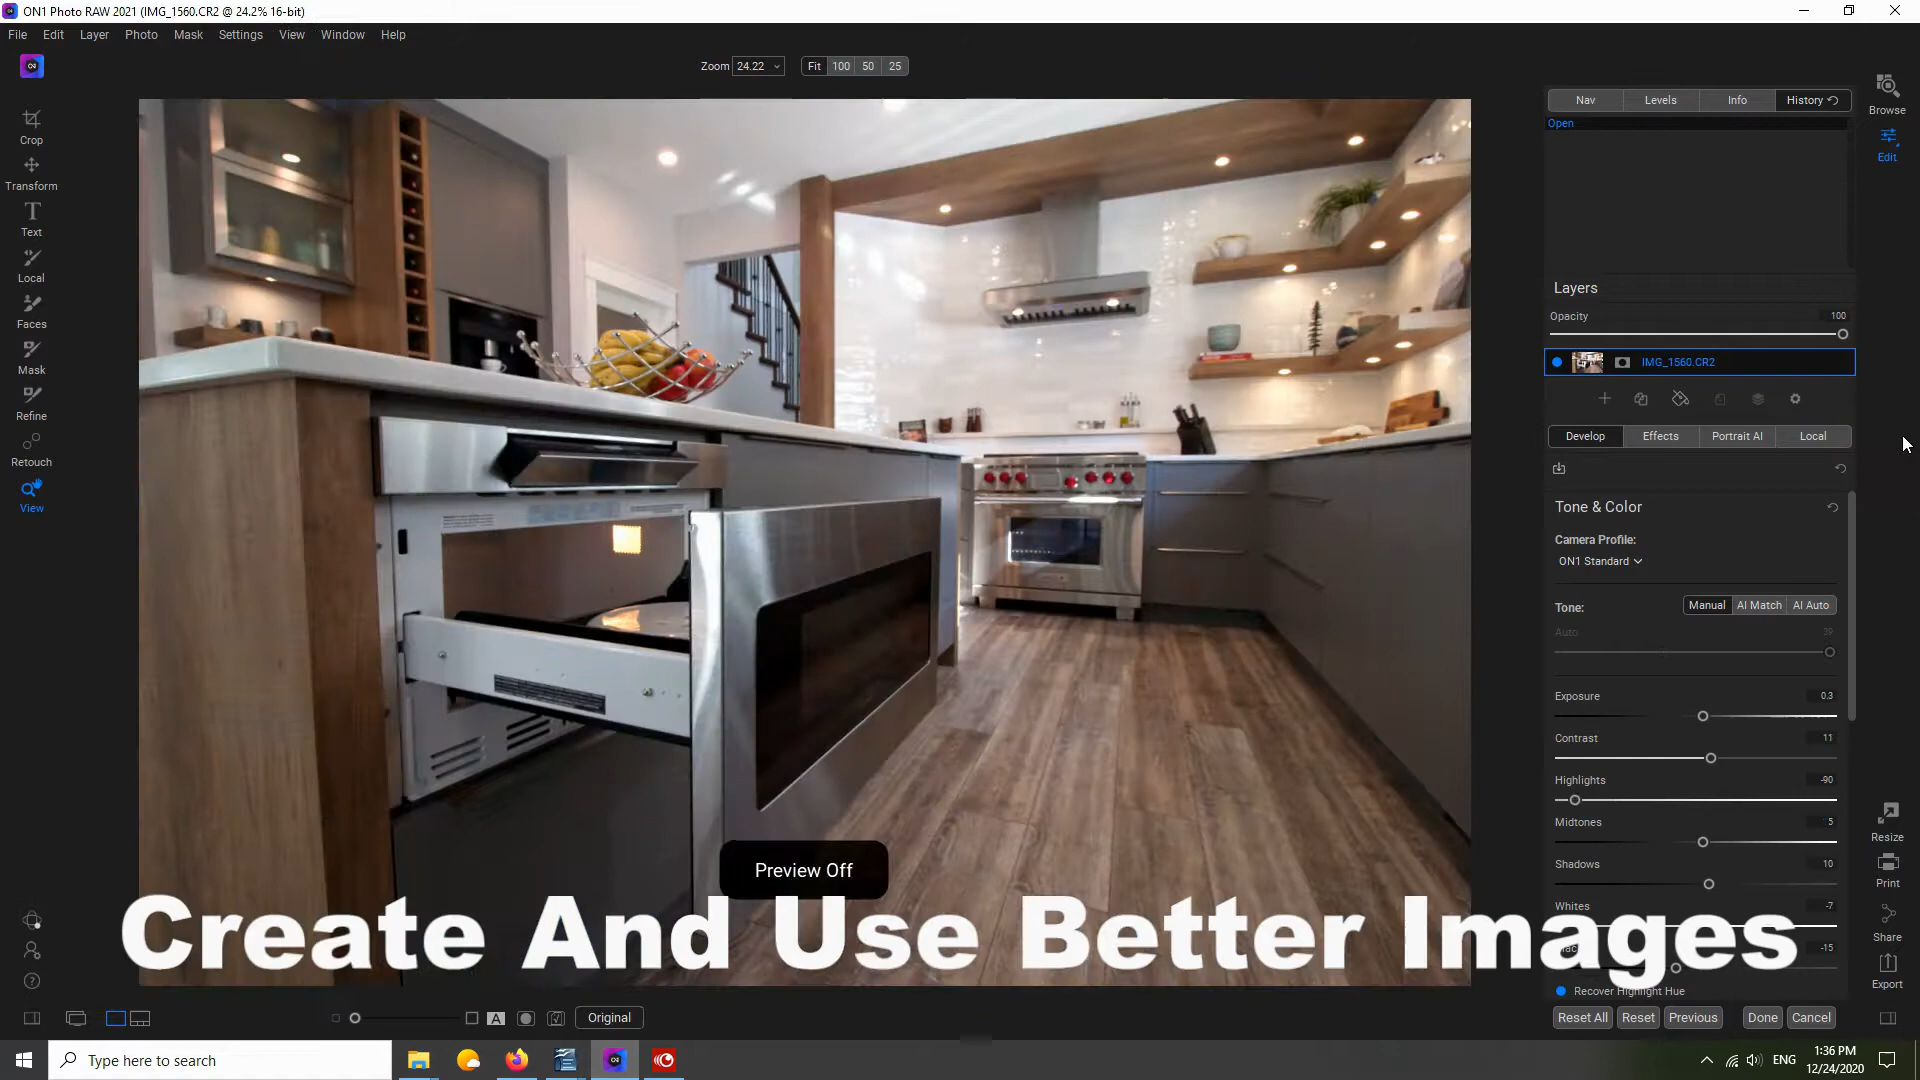 ON1 Photo RAW 2021 (IMG_1560.CR2 @ 24.2% 16-bit)
File Edit Layer Photo Mask Settings View Window Help
Zoom 24.22 Fit 100 50 25
Crop
Transform
Text
Local
Faces
Mask
Refine
Retouch
View
Nav Levels Info History
Open
Layers
Opacity 100
IMG_1560.CR2
Develop Effects Portrait AI Local
Tone & Color
Camera Profile:
ON1 Standard
Tone: Manual AI Match AI Auto
Auto 39
Exposure 0.3
Contrast 11
Highlights -90
Midtones 5
Shadows 10
Whites -7
-15
Recover Highlight Hue
Reset All Reset Previous Done Cancel
Browse
Edit
Resize
Print
Share
Export
Preview Off
Create And Use Better Images
A Original
Type here to search
ENG
1:36 PM
12/24/2020